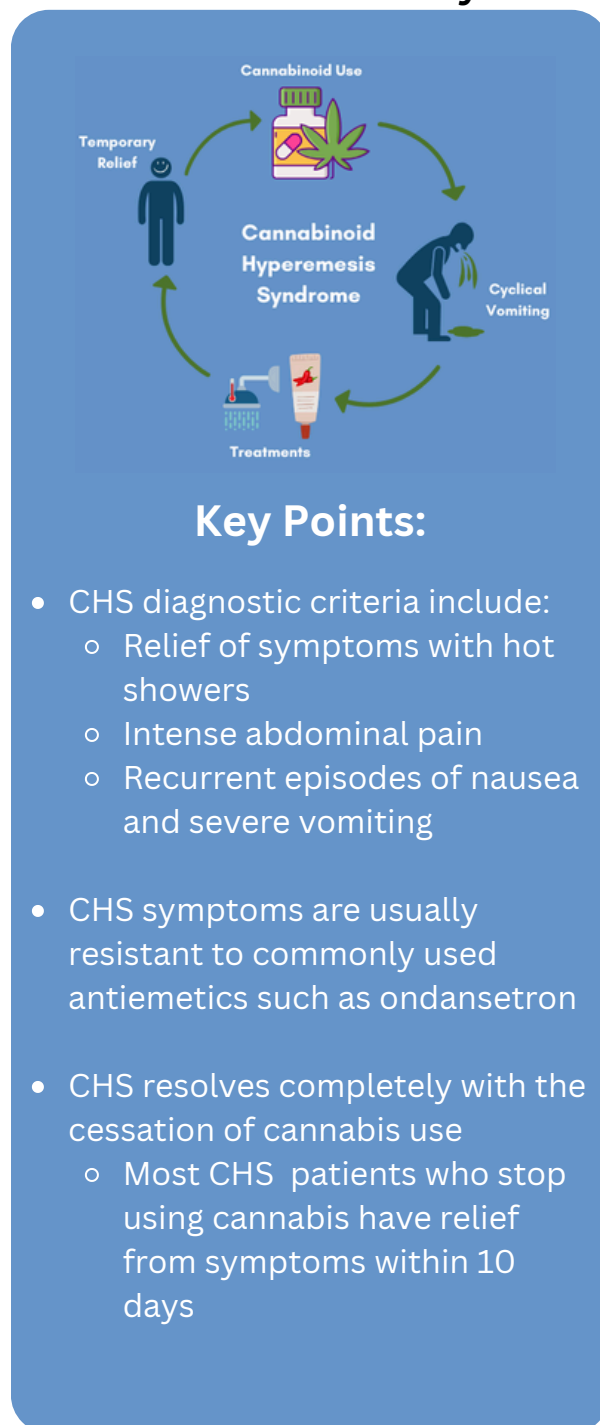 Cannabinoid Use
Temporary
Relief
Cannabinoid
Hyperemesis
Syndrome
Cyclical
Vomiting
Treatments
Key Points:
• CHS diagnostic criteria include:
◦ Relief of symptoms with hot
showers
◦ Intense abdominal pain
◦ Recurrent episodes of nausea
and severe vomiting
• CHS symptoms are usually
resistant to commonly used
antiemetics such as ondansetron
• CHS resolves completely with the
cessation of cannabis use
◦ Most CHS  patients who stop
using cannabis have relief
from symptoms within 10
days